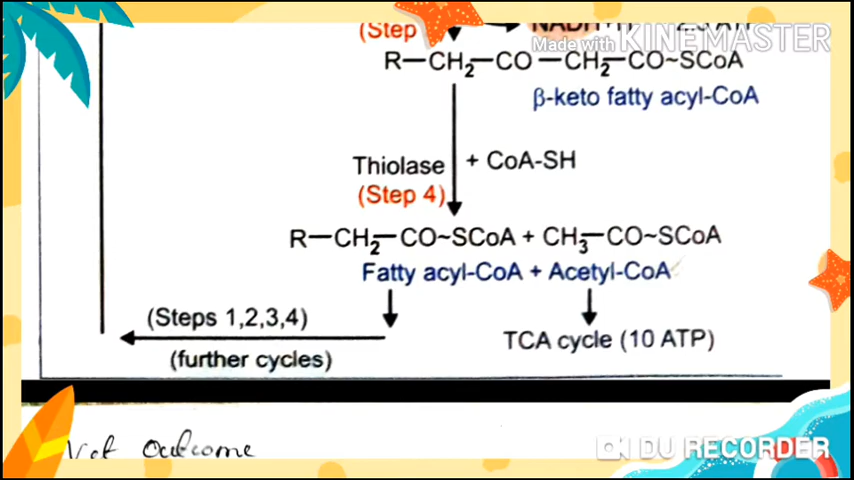 (Step
Made with KINEMASTER
R—CH₂—CO—CH₂—CO~SCoA
β-keto fatty acyl-CoA
Thiolase + CoA-SH
(Step 4)
R—CH₂—CO~SCoA + CH₃—CO~SCoA
Fatty acyl-CoA + Acetyl-CoA
(Steps 1,2,3,4)
TCA cycle (10 ATP)
(further cycles)
Net Outcome
DU RECORDER